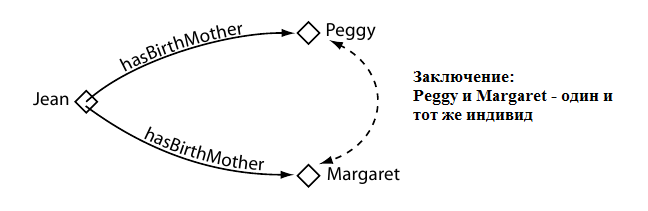 hasBirthMother
Peggy
Jean
Заключение:
Peggy и Margaret - один и
тот же индивид
hasBirthMother
Margaret